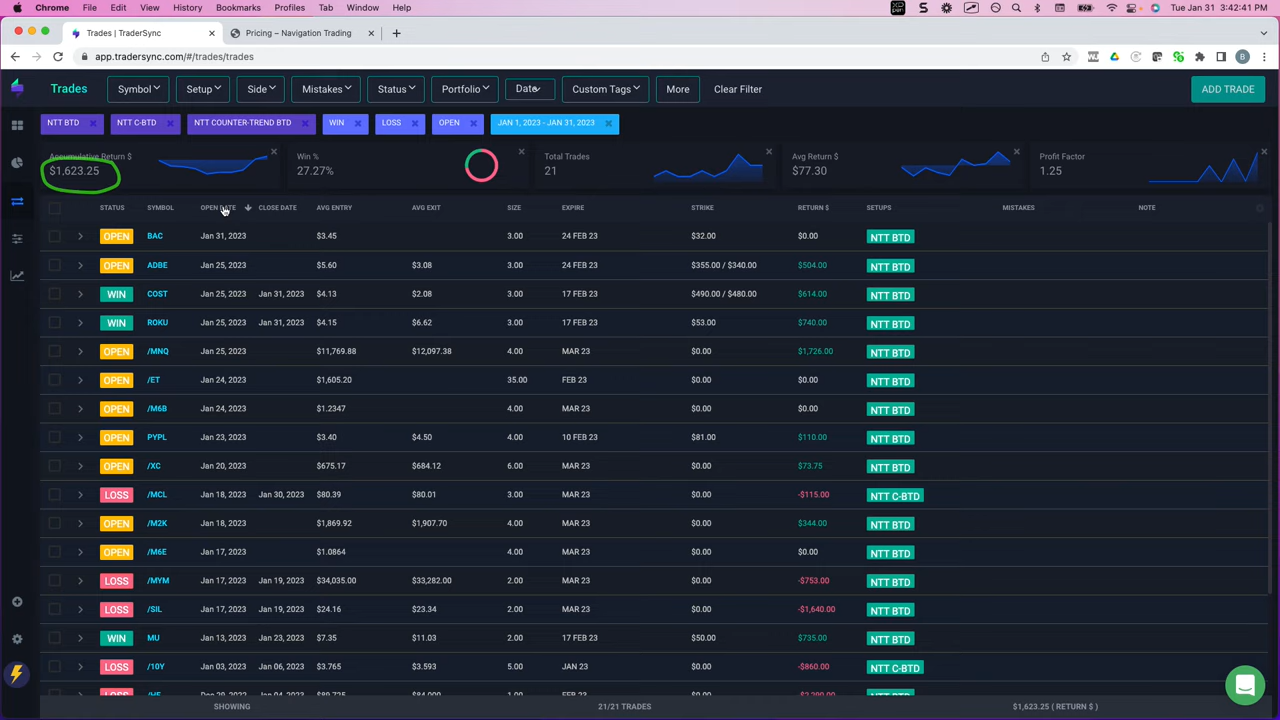 Chrome File Edit View History Bookmarks Profiles Tab Window Help Tue Jan 31 3:42:41 PM
Trades | TraderSync Pricing – Navigation Trading
app.tradersync.com/#/trades/trades
Trades Symbol Setup Side Mistakes Status Portfolio Date Custom Tags More Clear Filter ADD TRADE
NTT BTD NTT C-BTD NTT COUNTER-TREND BTD WIN LOSS OPEN JAN 1, 2023 - JAN 31, 2023
Accumulative Return $ Win % Total Trades Avg Return $ Profit Factor
$1,623.25 27.27% 21 $77.30 1.25
STATUS SYMBOL OPEN DATE CLOSE DATE AVG ENTRY AVG EXIT SIZE EXPIRE STRIKE RETURN $ SETUPS MISTAKES NOTE
OPEN BAC Jan 31, 2023 $3.45 3.00 24 FEB 23 $32.00 $0.00 NTT BTD
OPEN ADBE Jan 25, 2023 $5.60 $3.08 3.00 24 FEB 23 $355.00 / $340.00 $504.00 NTT BTD
WIN COST Jan 25, 2023 Jan 31, 2023 $4.13 $2.08 3.00 17 FEB 23 $490.00 / $480.00 $614.00 NTT BTD
WIN ROKU Jan 25, 2023 Jan 31, 2023 $4.15 $6.62 3.00 17 FEB 23 $53.00 $740.00 NTT BTD
OPEN /MNQ Jan 25, 2023 $11,769.88 $12,097.38 4.00 MAR 23 $0.00 $1,726.00 NTT BTD
OPEN /ET Jan 24, 2023 $1,605.20 35.00 FEB 23 $0.00 $0.00 NTT BTD
OPEN /M6B Jan 24, 2023 $1.2347 4.00 MAR 23 $0.00 $0.00 NTT BTD
OPEN PYPL Jan 23, 2023 $3.40 $4.50 3.00 10 FEB 23 $81.00 $110.00 NTT BTD
OPEN /XC Jan 20, 2023 $675.17 $684.12 6.00 MAR 23 $0.00 $73.75 NTT BTD
LOSS /MCL Jan 18, 2023 Jan 30, 2023 $80.39 $80.01 3.00 MAR 23 $0.00 -$115.00 NTT C-BTD
OPEN /M2K Jan 18, 2023 $1,869.92 $1,907.70 4.00 MAR 23 $0.00 $344.00 NTT BTD
OPEN /M6E Jan 17, 2023 $1.0864 4.00 MAR 23 $0.00 $0.00 NTT BTD
LOSS /MYM Jan 17, 2023 Jan 19, 2023 $34,035.00 $33,282.00 2.00 MAR 23 $0.00 -$753.00 NTT BTD
LOSS /SIL Jan 17, 2023 Jan 19, 2023 $24.16 $23.34 2.00 MAR 23 $0.00 -$1,640.00 NTT BTD
WIN MU Jan 13, 2023 Jan 23, 2023 $7.35 $11.03 2.00 17 FEB 23 $50.00 $735.00 NTT BTD
LOSS /10Y Jan 03, 2023 Jan 06, 2023 $3.765 $3.593 5.00 JAN 23 $0.00 -$860.00 NTT C-BTD
SHOWING 21/21 TRADES $1,623.25 ( RETURN $ )